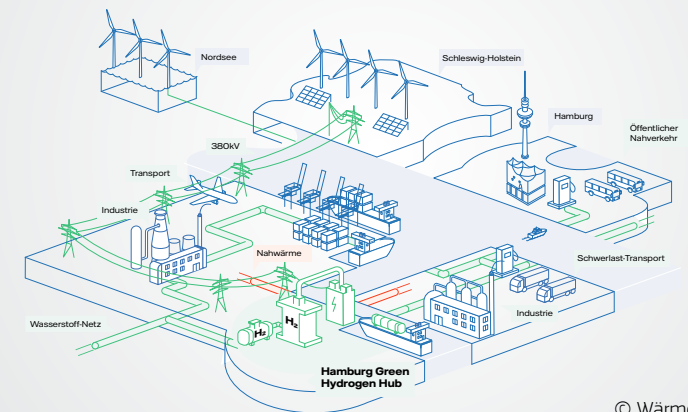 Nordsee
Schleswig-Holstein
Hamburg
Öffentlicher
Nahverkehr
380kV
Transport
Industrie
Nahwärme
Schwerlast-Transport
H₂
H₂
Industrie
Wasserstoff-Netz
Hamburg Green
Hydrogen Hub